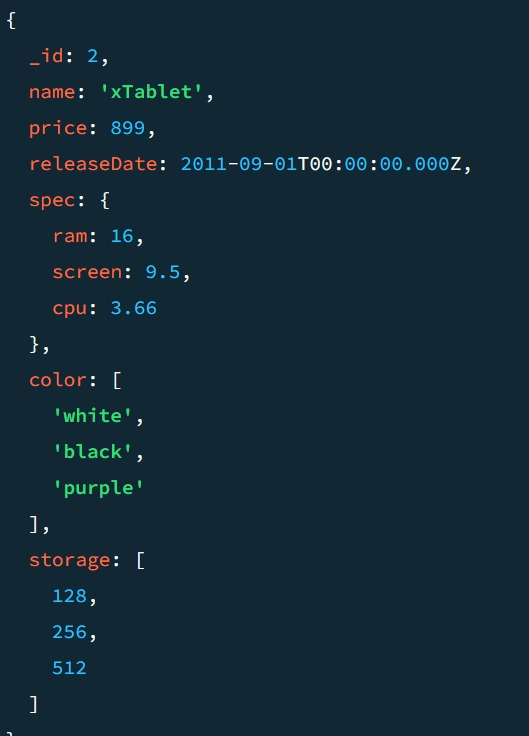 {
  _id: 2,
  name: 'xTablet',
  price: 899,
  releaseDate: 2011-09-01T00:00:00.000Z,
  spec: {
    ram: 16,
    screen: 9.5,
    cpu: 3.66
  },
  color: [
    'white',
    'black',
    'purple'
  ],
  storage: [
    128,
    256,
    512
  ]
}